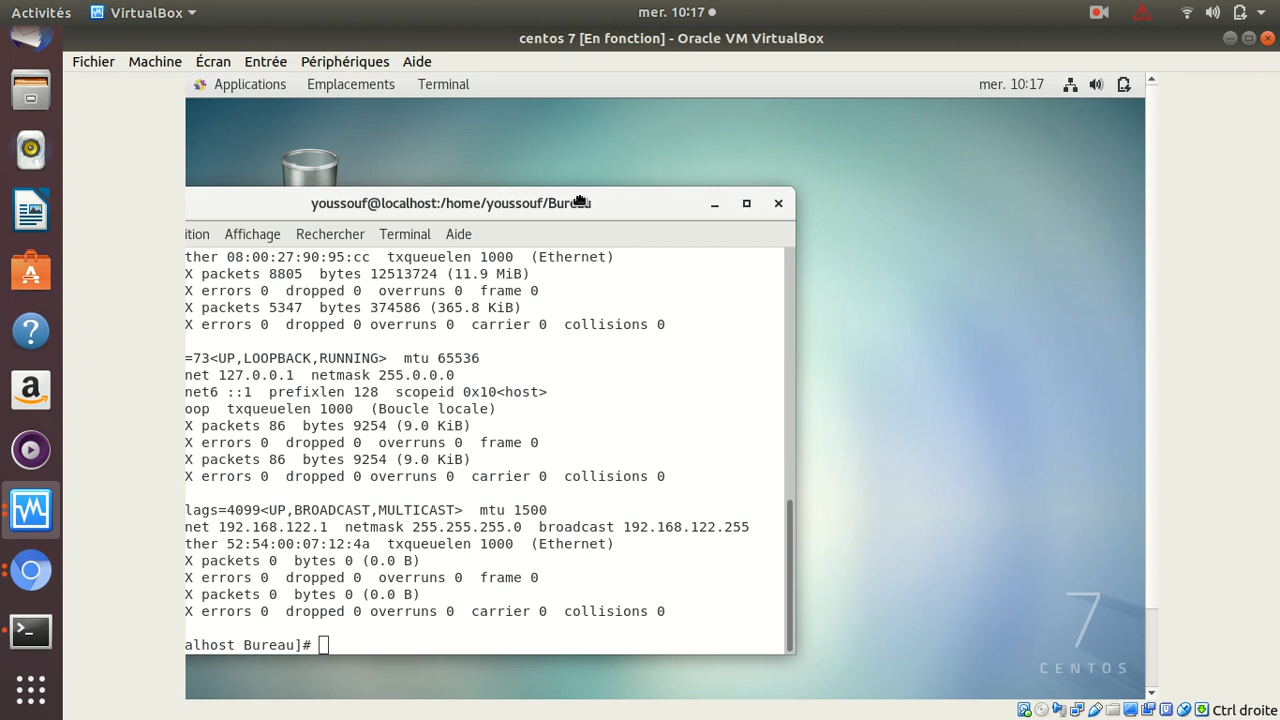 Activités VirtualBox mer. 10:17
centos 7 [En fonction] - Oracle VM VirtualBox
Fichier Machine Écran Entrée Périphériques Aide
Applications Emplacements Terminal mer. 10:17
youssouf@localhost:/home/youssouf/Bureau
ition Affichage Rechercher Terminal Aide
ther 08:00:27:90:95:cc txqueuelen 1000 (Ethernet)
X packets 8805 bytes 12513724 (11.9 MiB)
X errors 0 dropped 0 overruns 0 frame 0
X packets 5347 bytes 374586 (365.8 KiB)
X errors 0 dropped 0 overruns 0 carrier 0 collisions 0
=73<UP,LOOPBACK,RUNNING> mtu 65536
net 127.0.0.1 netmask 255.0.0.0
net6 ::1 prefixlen 128 scopeid 0x10<host>
oop txqueuelen 1000 (Boucle locale)
X packets 86 bytes 9254 (9.0 KiB)
X errors 0 dropped 0 overruns 0 frame 0
X packets 86 bytes 9254 (9.0 KiB)
X errors 0 dropped 0 overruns 0 carrier 0 collisions 0
lags=4099<UP,BROADCAST,MULTICAST> mtu 1500
net 192.168.122.1 netmask 255.255.255.0 broadcast 192.168.122.255
ther 52:54:00:07:12:4a txqueuelen 1000 (Ethernet)
X packets 0 bytes 0 (0.0 B)
X errors 0 dropped 0 overruns 0 frame 0
X packets 0 bytes 0 (0.0 B)
X errors 0 dropped 0 overruns 0 carrier 0 collisions 0
alhost Bureau]#
7
CENTOS
Ctrl droite